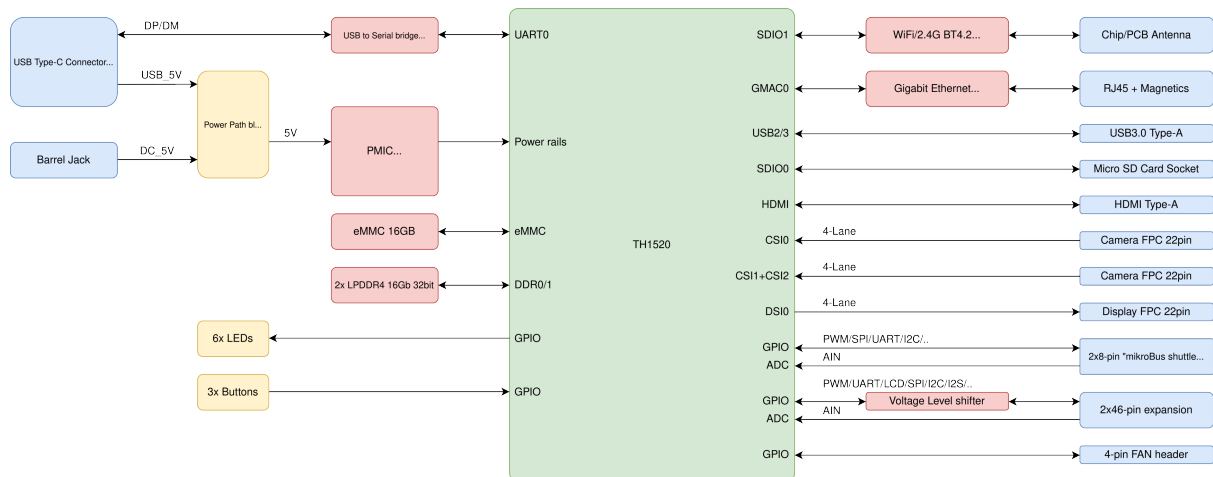 DP/DM
USB Type-C Connector...
USB to Serial bridge...
UART0
USB_5V
Power Path bl...
5V
DC_5V
Barrel Jack
PMIC...
Power rails
eMMC 16GB
eMMC
2x LPDDR4 16Gb 32bit
DDR0/1
6x LEDs
GPIO
3x Buttons
GPIO
TH1520
SDIO1
WiFi/2.4G BT4.2...
Chip/PCB Antenna
GMAC0
Gigabit Ethernet...
RJ45 + Magnetics
USB2/3
USB3.0 Type-A
SDIO0
Micro SD Card Socket
HDMI
HDMI Type-A
CSI0
4-Lane
Camera FPC 22pin
CSI1+CSI2
4-Lane
Camera FPC 22pin
DSI0
4-Lane
Display FPC 22pin
GPIO
PWM/SPI/UART/I2C/..
ADC
AIN
2x8-pin "mikroBus shuttle...
PWM/UART/LCD/SPI/I2C/I2S/..
GPIO
Voltage Level shifter
ADC
AIN
2x46-pin expansion
GPIO
4-pin FAN header